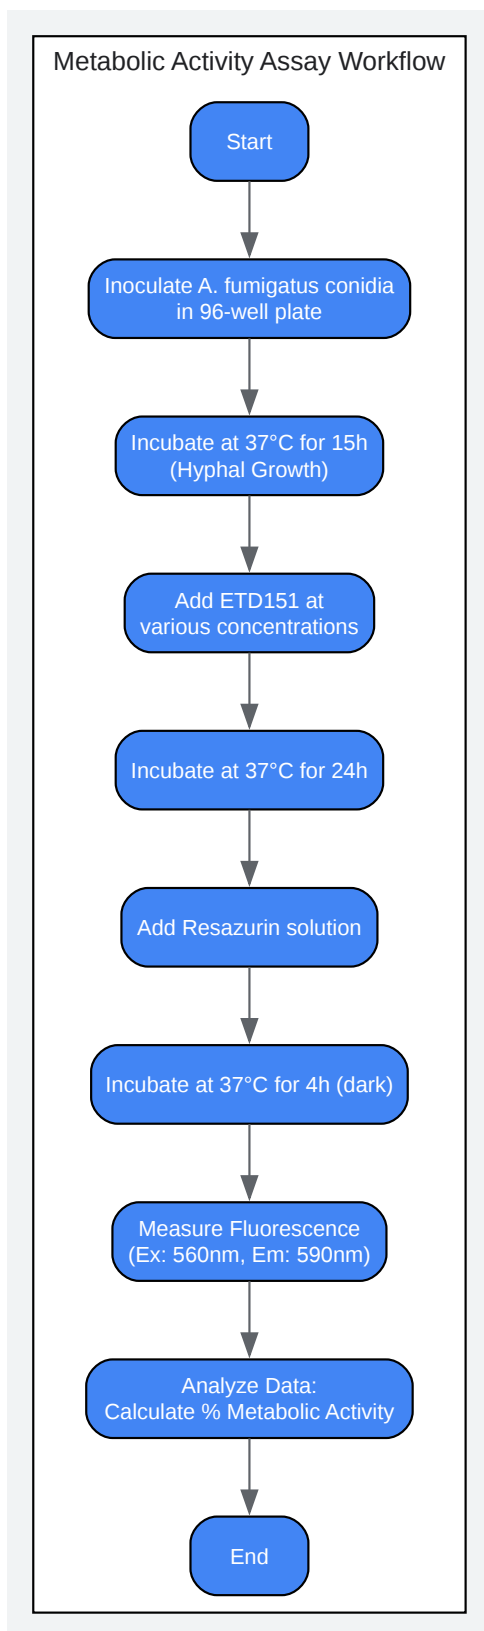 Metabolic Activity Assay Workflow
Start
Inoculate A. fumigatus conidia
in 96-well plate
Incubate at 37°C for 15h
(Hyphal Growth)
Add ETD151 at
various concentrations
Incubate at 37°C for 24h
Add Resazurin solution
Incubate at 37°C for 4h (dark)
Measure Fluorescence
(Ex: 560nm, Em: 590nm)
Analyze Data:
Calculate % Metabolic Activity
End